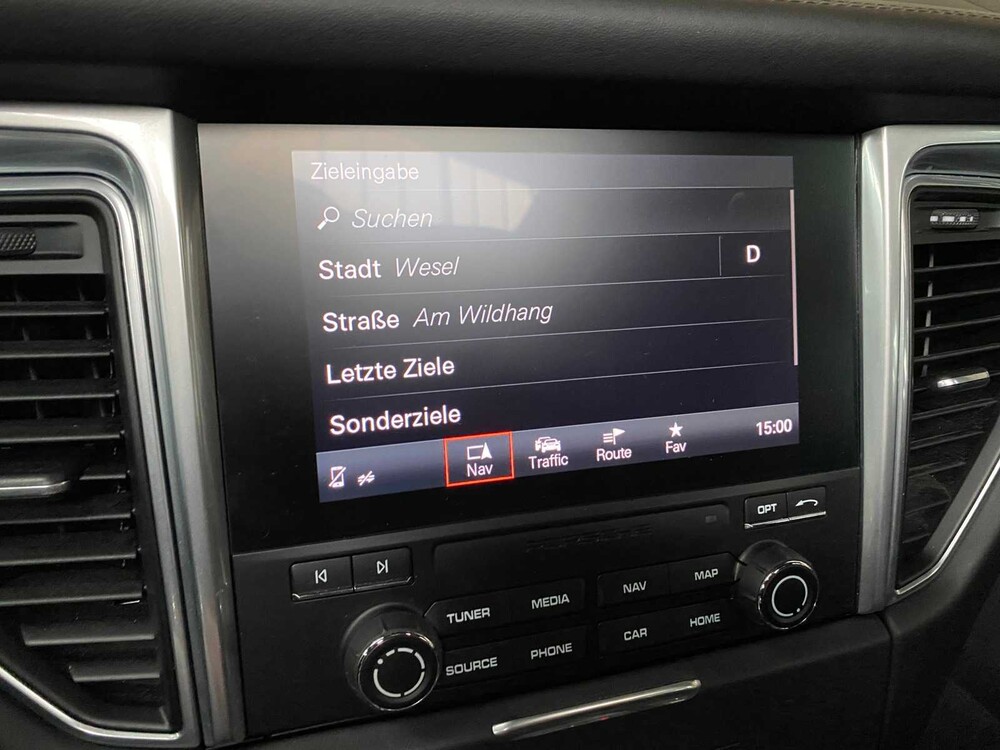 Zieleingabe
Suchen
Stadt Wesel D
Straße Am Wildhang
Letzte Ziele
Sonderziele
Nav Traffic Route Fav 15:00
OPT
TUNER MEDIA NAV MAP
SOURCE PHONE CAR HOME